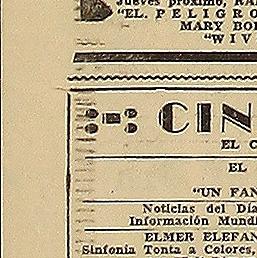 Jueves próximo,
"EL. PELIGRO
MARY BO
"WIV
CIN
EL C
EL
"UN FAN
Noticias del Día
Información Mundi
ELMER ELEFAN
Sinfonía Tonta a Colores,